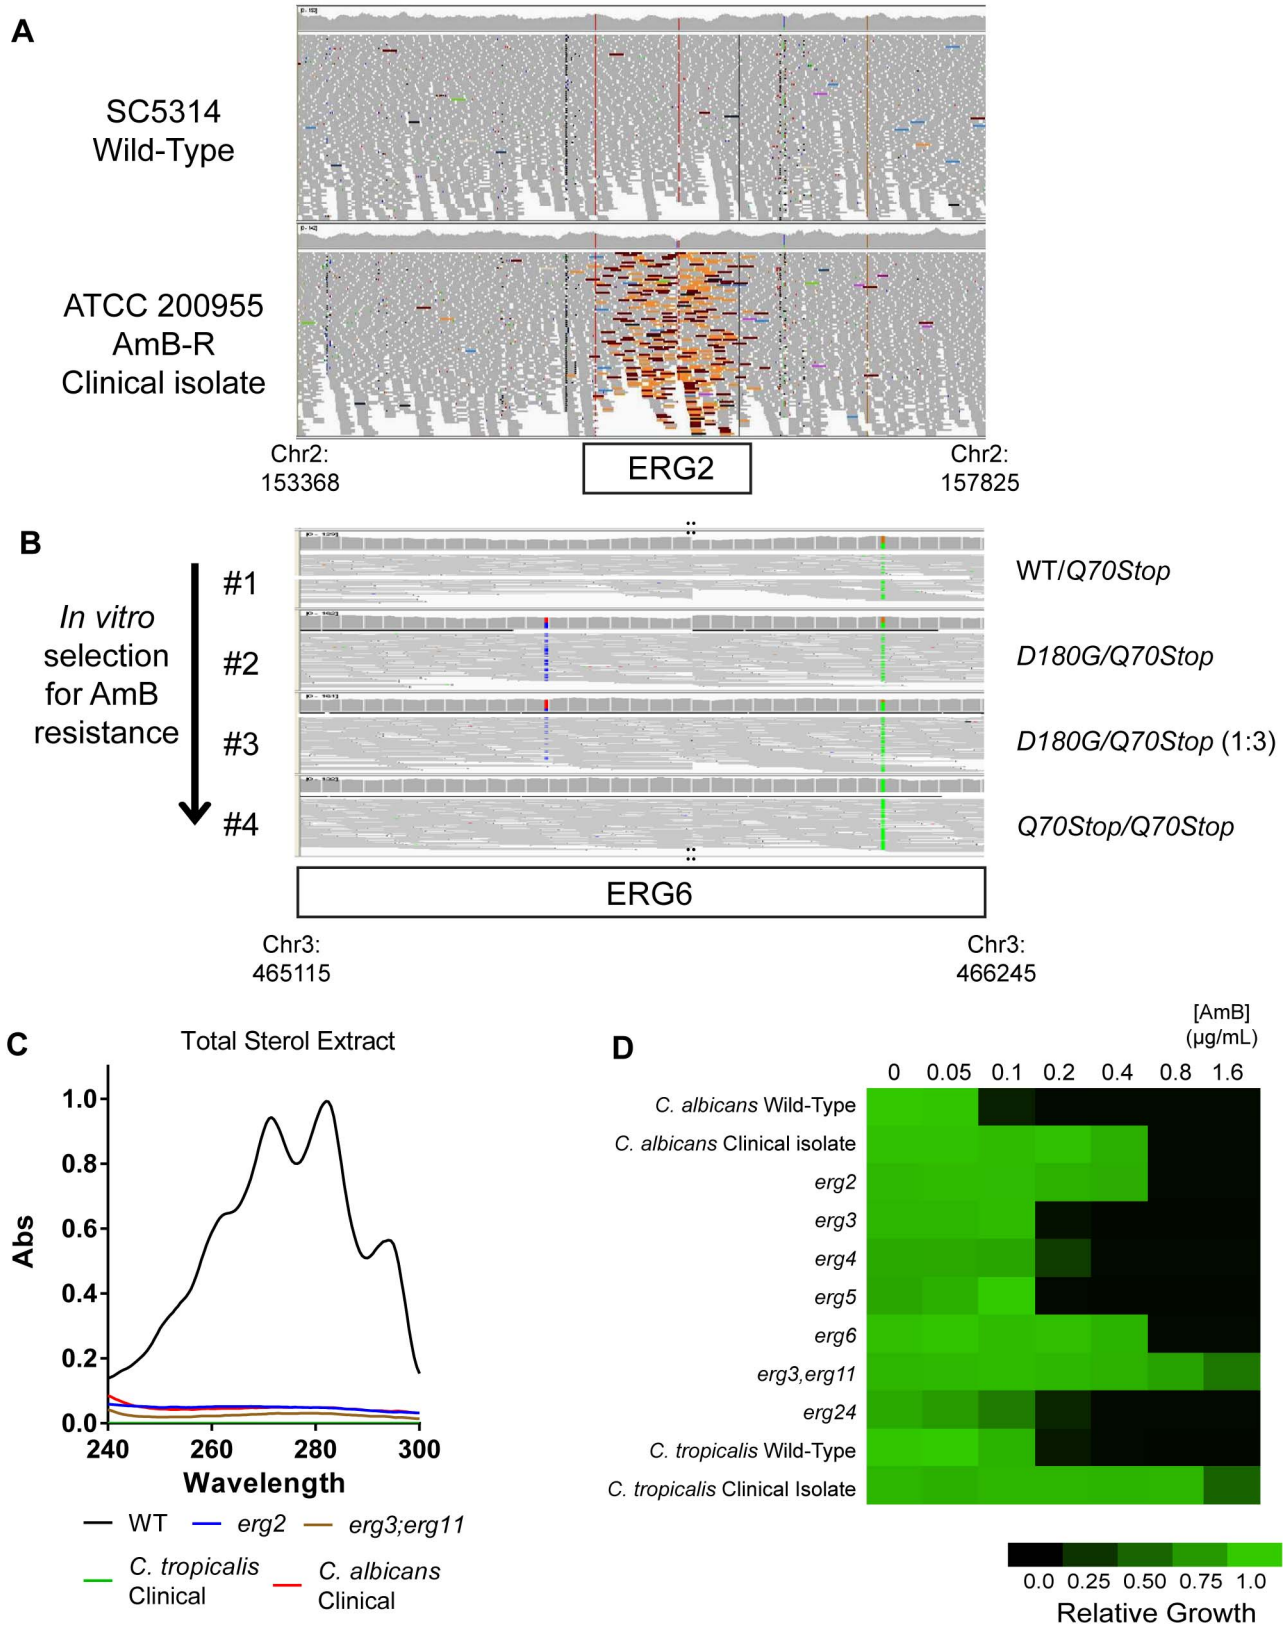 A
SC5314
Wild-Type
ATCC 200955
AmB-R
Clinical isolate
Chr2:
153368
ERG2
Chr2:
157825
B
In vitro
selection
for AmB
resistance
#1
WT/Q70Stop
#2
D180G/Q70Stop
#3
D180G/Q70Stop (1:3)
#4
Q70Stop/Q70Stop
ERG6
Chr3:
465115
Chr3:
466245
C
Total Sterol Extract
Abs
1.0
0.8
0.6
0.4
0.2
0.0
240 260 280 300
Wavelength
WT erg2 erg3;erg11
C. tropicalis
Clinical
C. albicans
Clinical
D
[AmB]
(µg/mL)
0 0.05 0.1 0.2 0.4 0.8 1.6
C. albicans Wild-Type
C. albicans Clinical isolate
erg2
erg3
erg4
erg5
erg6
erg3,erg11
erg24
C. tropicalis Wild-Type
C. tropicalis Clinical Isolate
0.0 0.25 0.50 0.75 1.0
Relative Growth